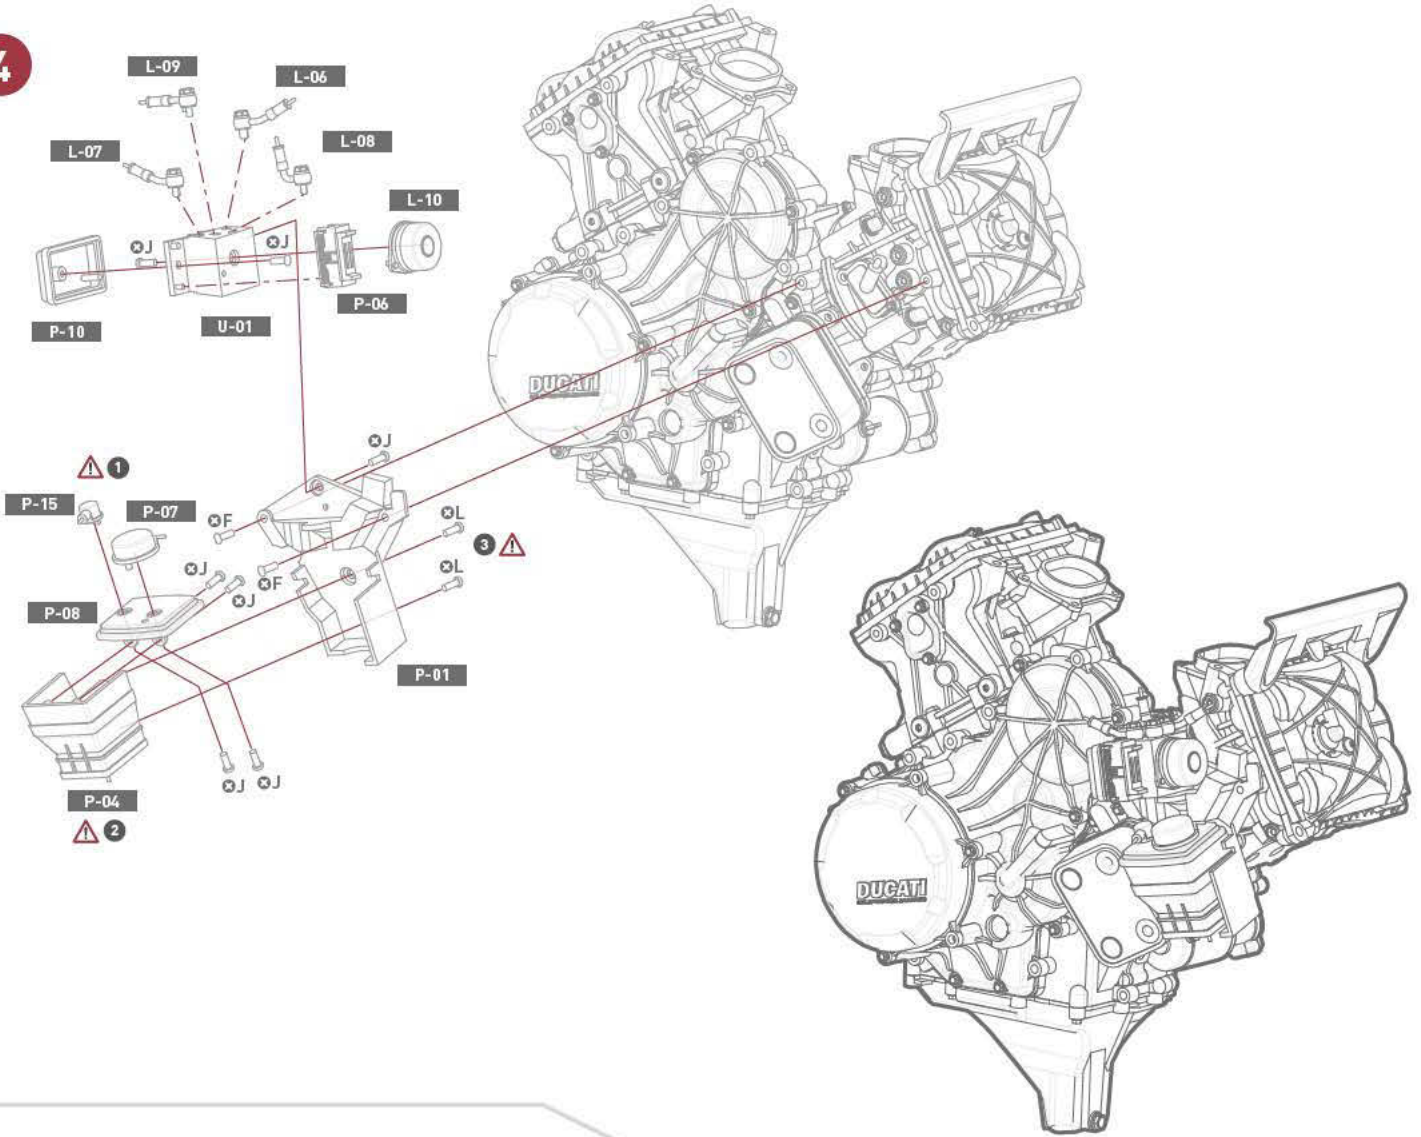 4
L-09
L-06
L-07
L-08
L-10
J
J
P-10
U-01
P-06
DUCATI
J
1
P-15
P-07
F
L
3
L
J
F
J
P-08
P-01
J
J
P-04
2
DUCATI